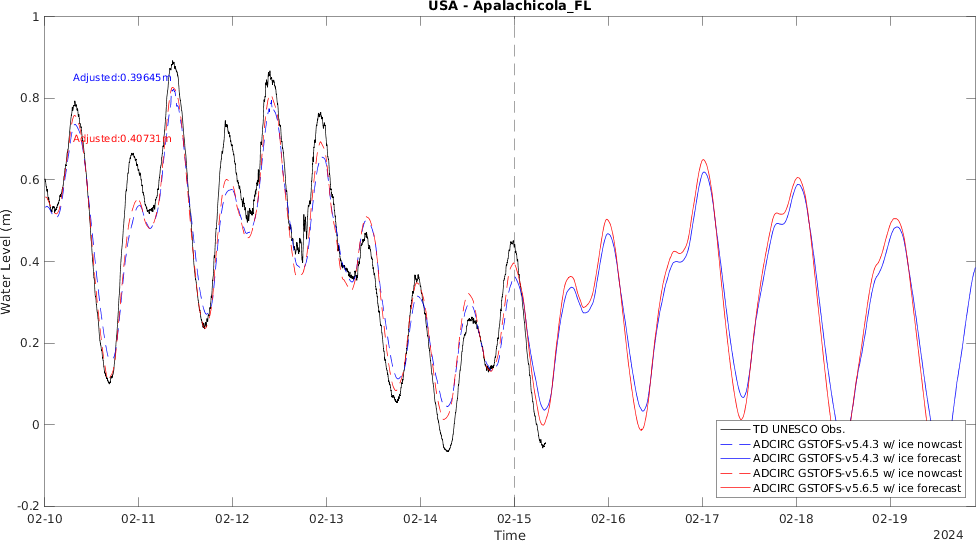 USA - Apalachicola_FL
1
0.8
0.6
0.4
0.2
0
-0.2
Water Level (m)
Adjusted:0.39645m
Adjusted:0.40731m
TD UNESCO Obs.
ADCIRC GSTOFS-v5.4.3 w/ ice nowcast
ADCIRC GSTOFS-v5.4.3 w/ ice forecast
ADCIRC GSTOFS-v5.6.5 w/ ice nowcast
ADCIRC GSTOFS-v5.6.5 w/ ice forecast
02-10 02-11 02-12 02-13 02-14 02-15 02-16 02-17 02-18 02-19
Time
2024